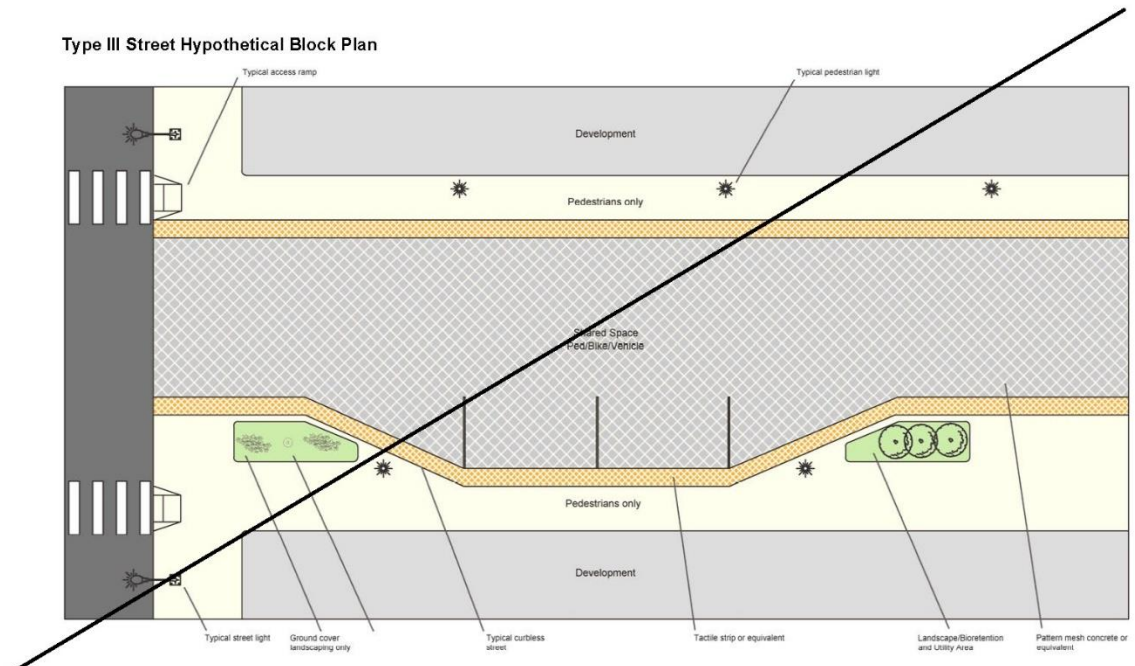 Type III Street Hypothetical Block Plan
Typical access ramp
Typical pedestrian light
Development
Pedestrians only
Shared Space
Ped/Bike/Vehicle
Pedestrians only
Development
Typical street light
Ground cover
landscaping only
Typical curbless
street
Tactile strip or equivalent
Landscape/Bioretention
and Utility Area
Pattern mesh concrete or
equivalent